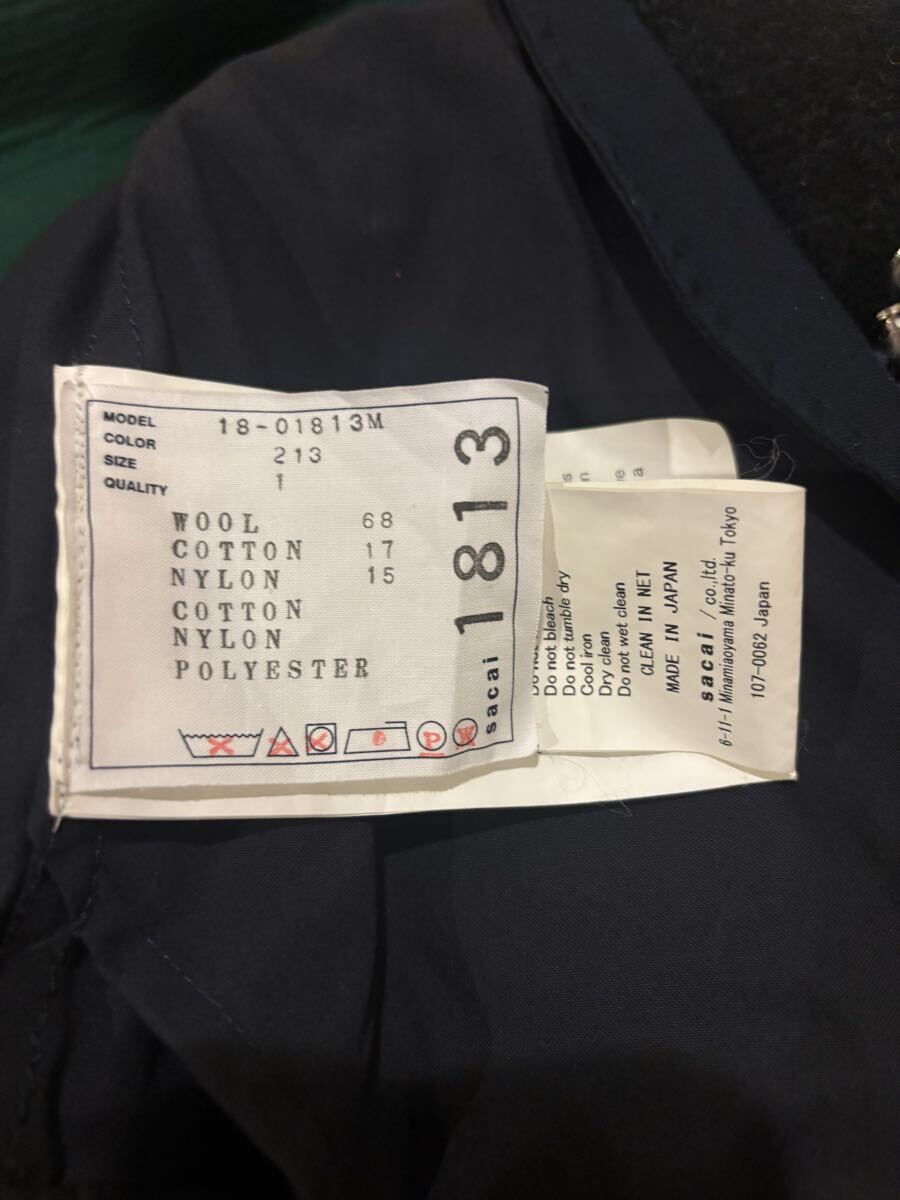 MODEL 18-01813M
COLOR 213
SIZE 1
QUALITY
WOOL 68
COTTON 17
NYLON 15
COTTON
NYLON
POLYESTER
P
W
sacai 1813
Do not bleach
Do not tumble dry
Cool iron
Dry clean
Do not wet clean
CLEAN IN NET
MADE IN JAPAN
sacai / co.,ltd.
6-11-1 Minamiaoyama Minato-ku Tokyo
107-0062 Japan